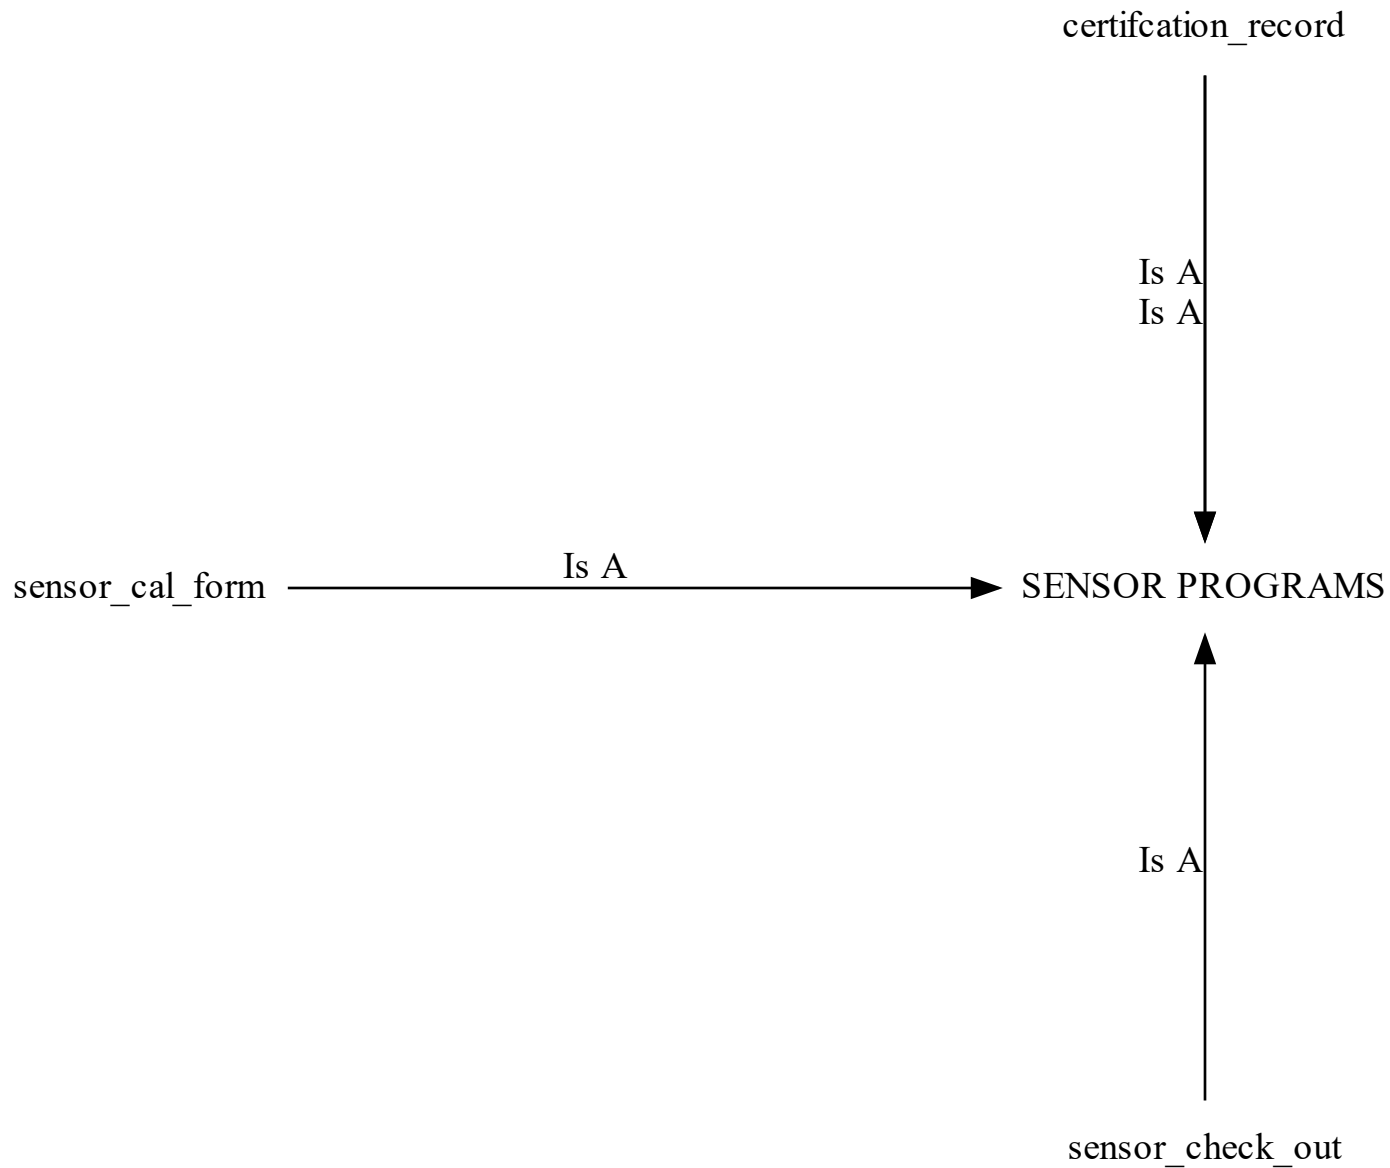 certifcation_record
Is A
Is A
Is A
sensor_cal_form
SENSOR PROGRAMS
Is A
sensor_check_out